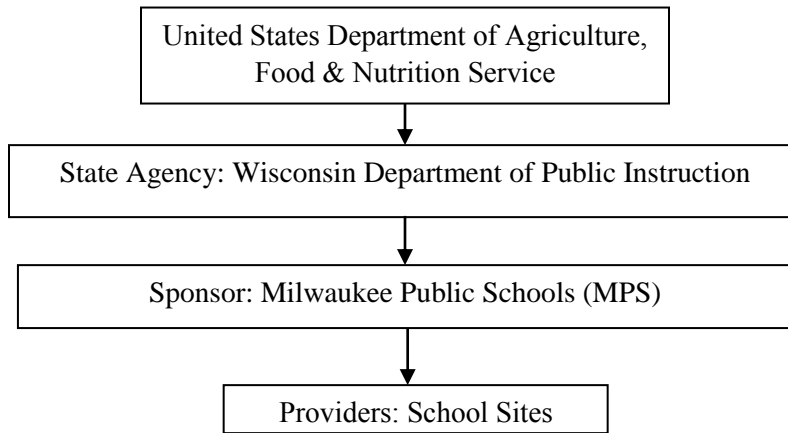 United States Department of Agriculture,
Food & Nutrition Service
State Agency: Wisconsin Department of Public Instruction
Sponsor: Milwaukee Public Schools (MPS)
Providers: School Sites